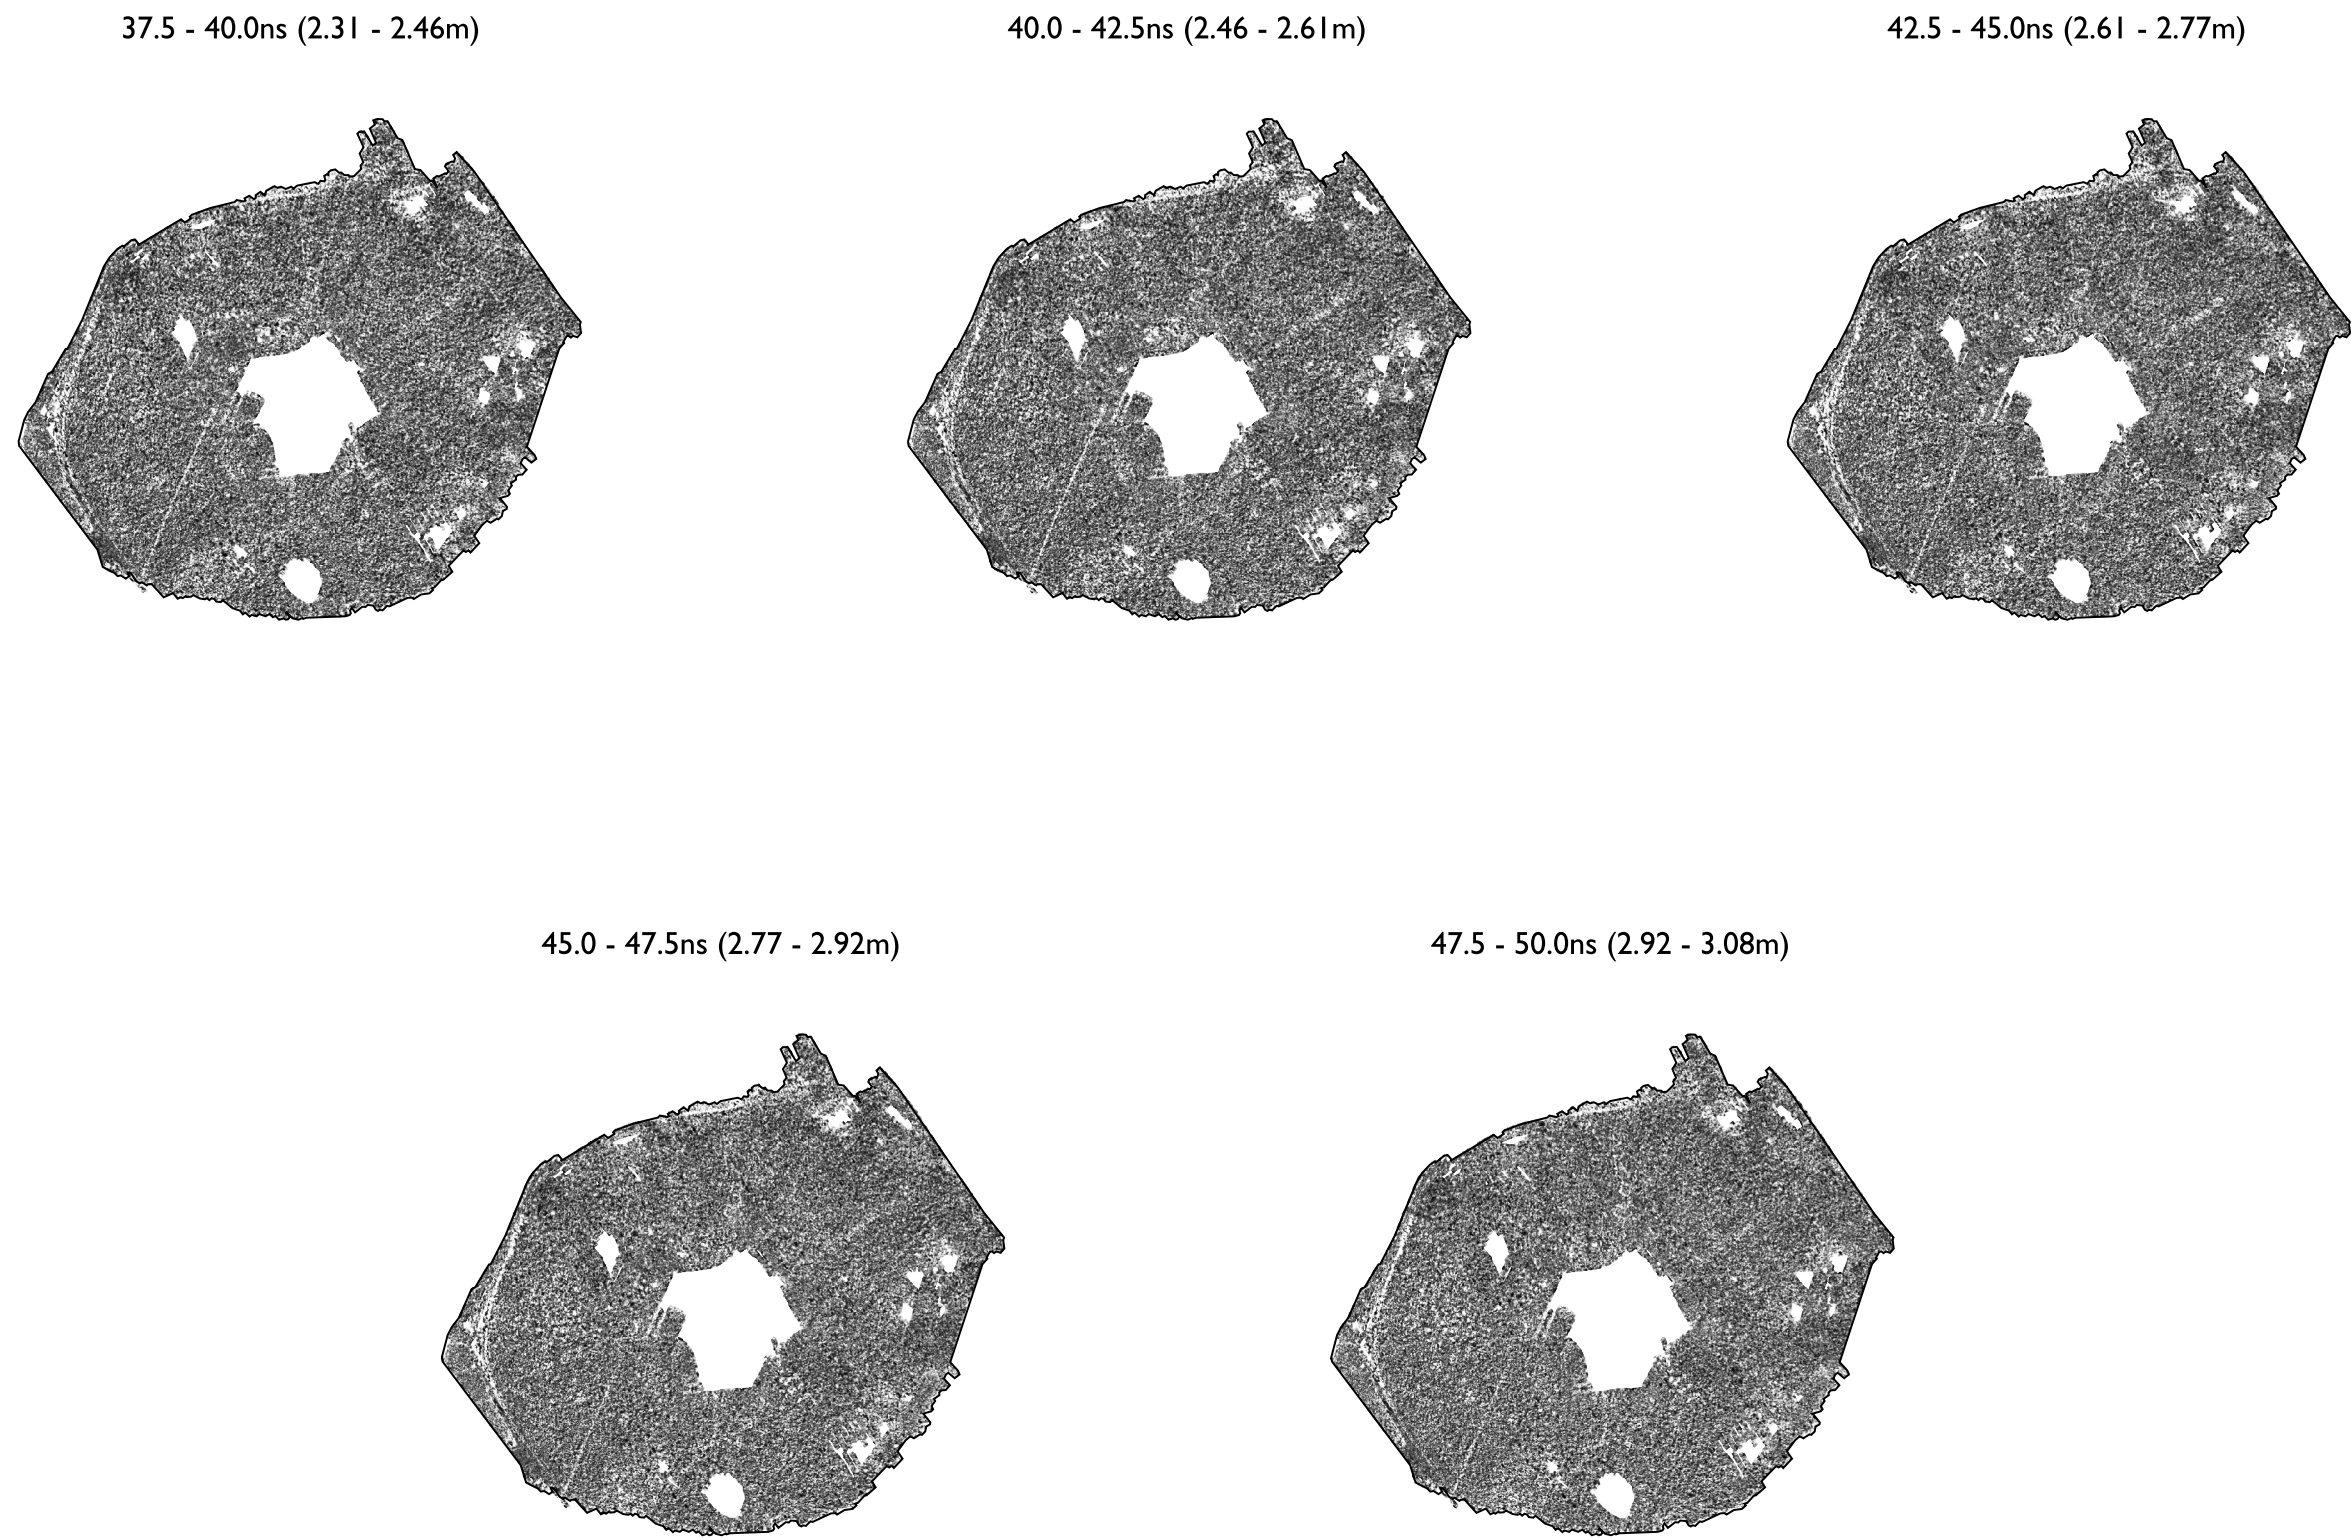 37.5 - 40.0ns (2.31 - 2.46m)
40.0 - 42.5ns (2.46 - 2.61m)
42.5 - 45.0ns (2.61 - 2.77m)
45.0 - 47.5ns (2.77 - 2.92m)
47.5 - 50.0ns (2.92 - 3.08m)